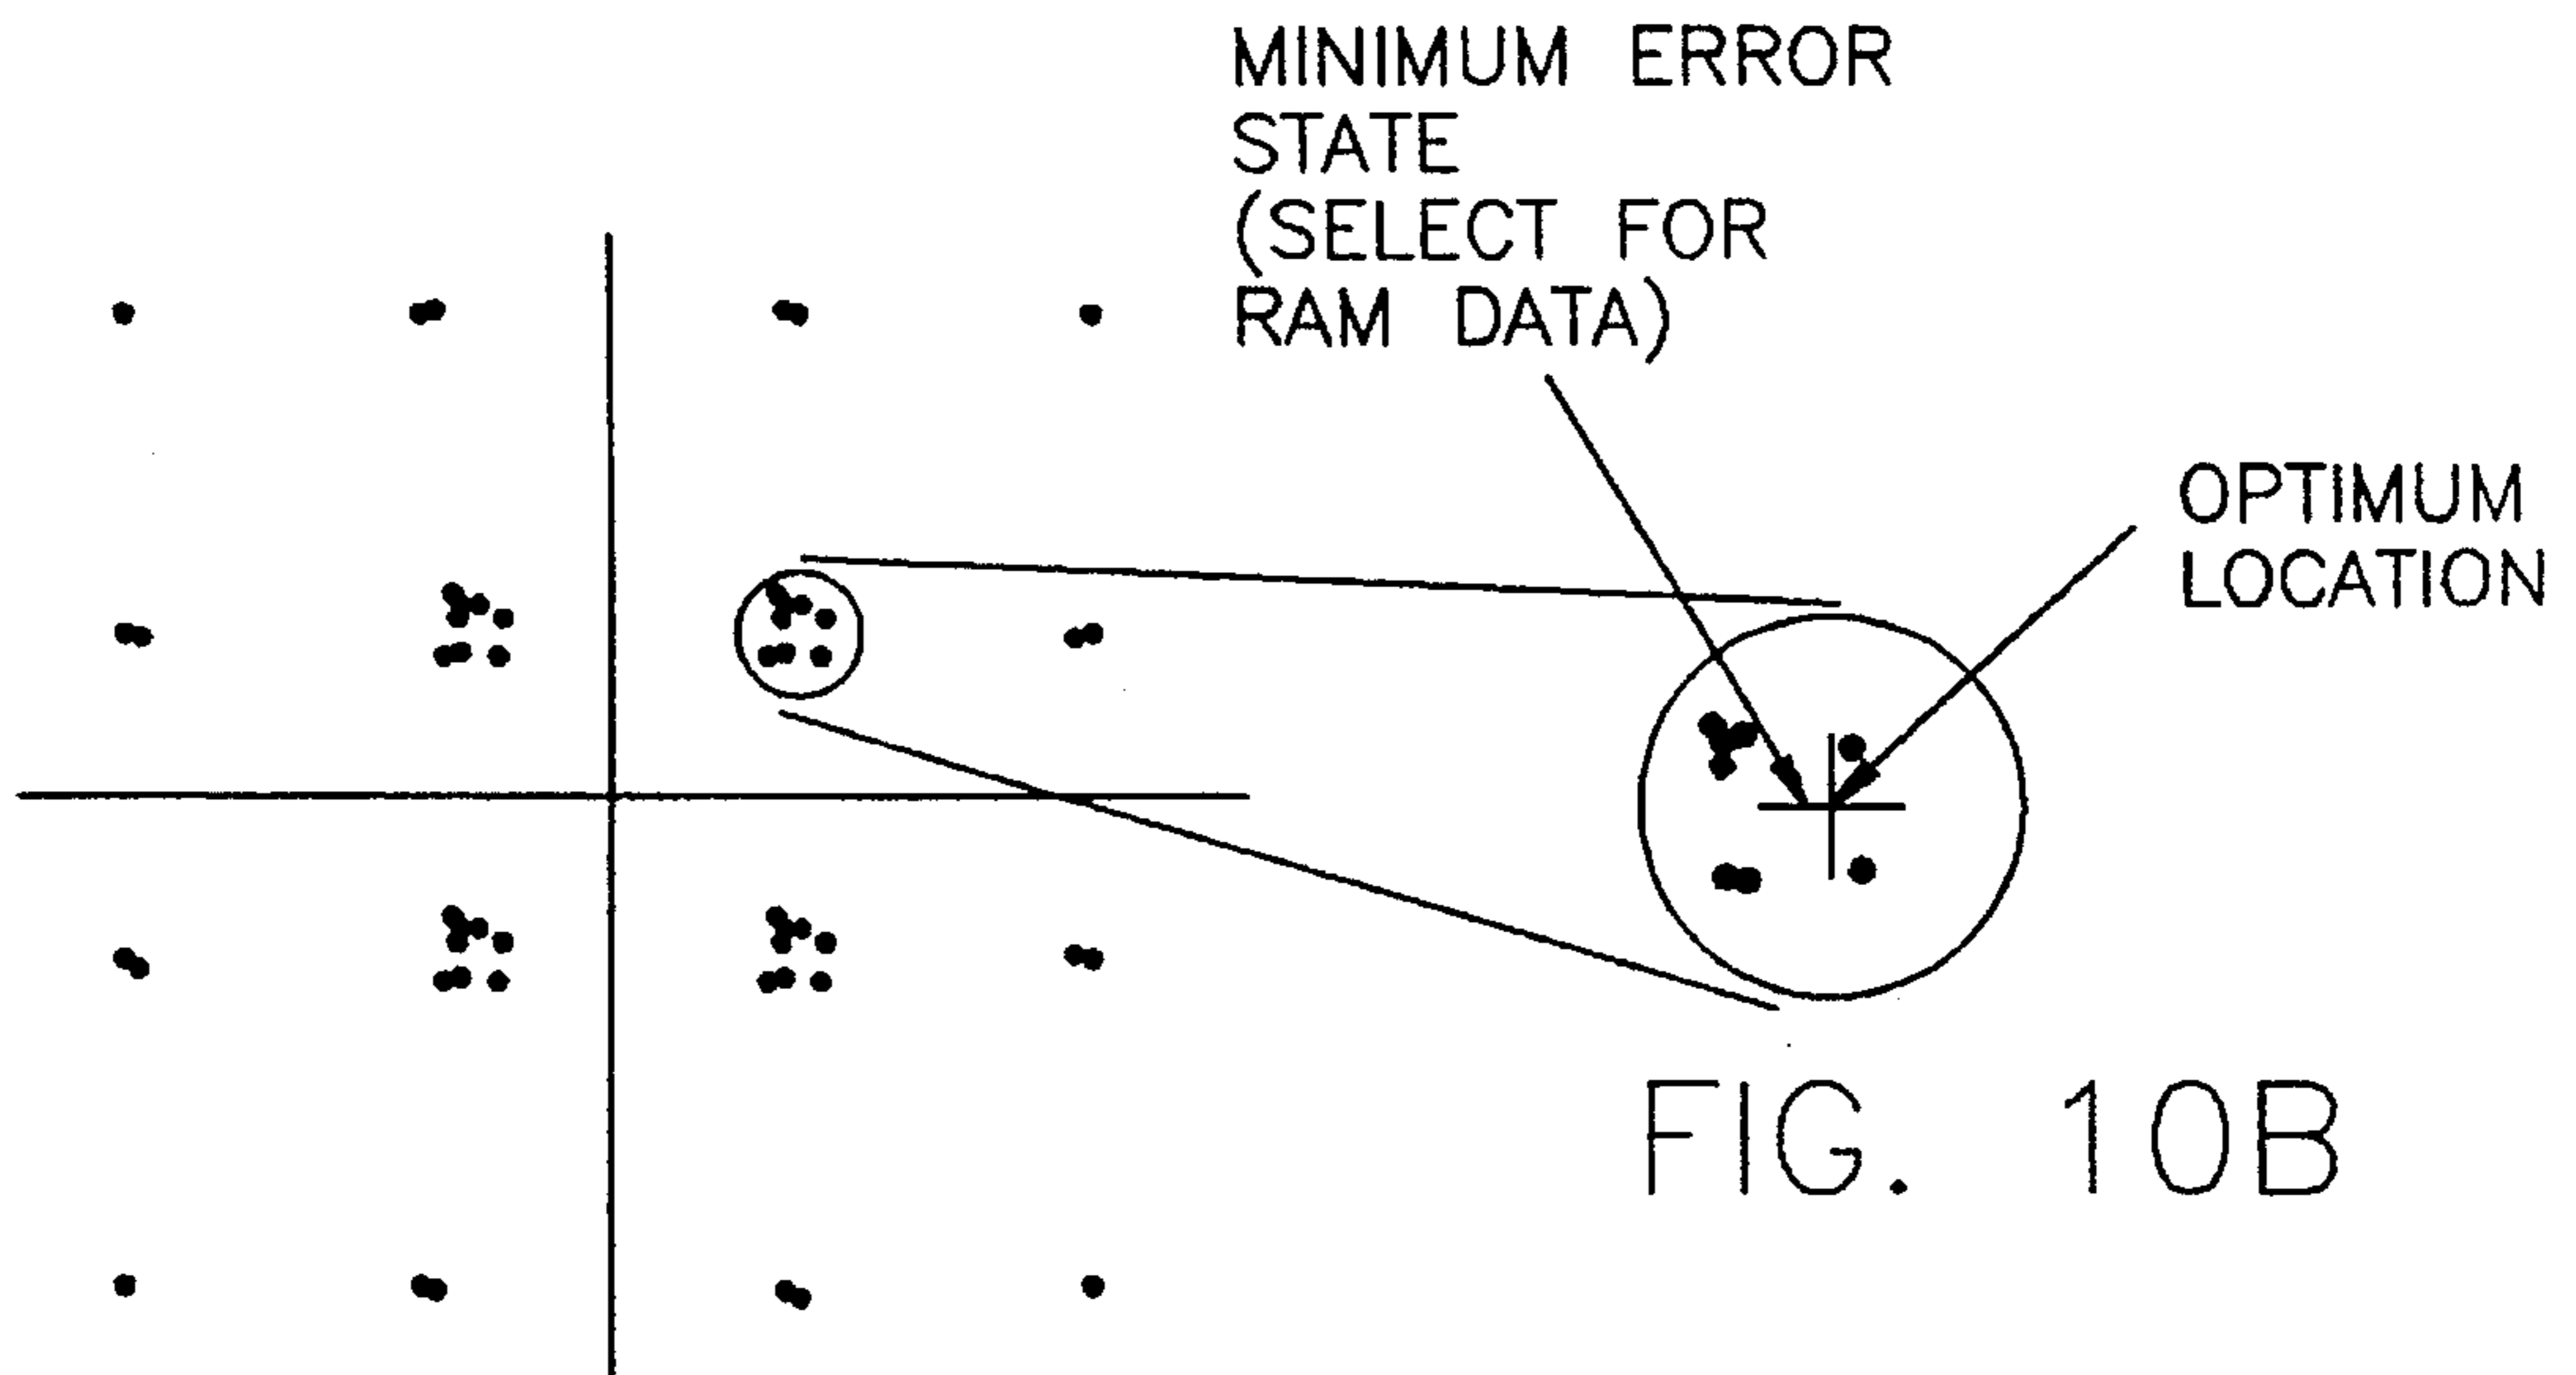 MINIMUM ERROR
STATE
(SELECT FOR
RAM DATA)
OPTIMUM
LOCATION
FIG. 10B